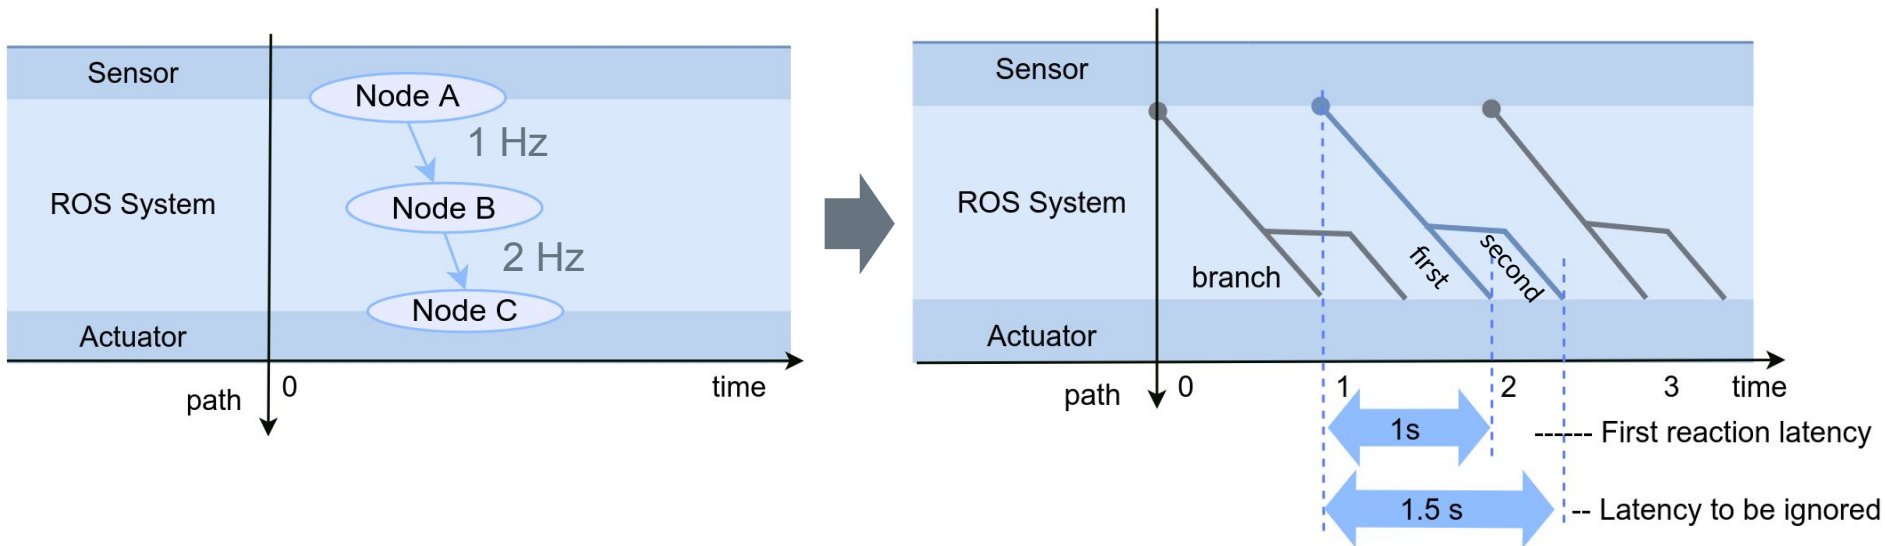 Sensor
Node A
1 Hz
ROS System
Node B
2 Hz
Node C
Actuator
0
time
path
Sensor
ROS System
branch
first
second
Actuator
path
0
1
2
3
time
1s
------ First reaction latency
1.5 s
-- Latency to be ignored